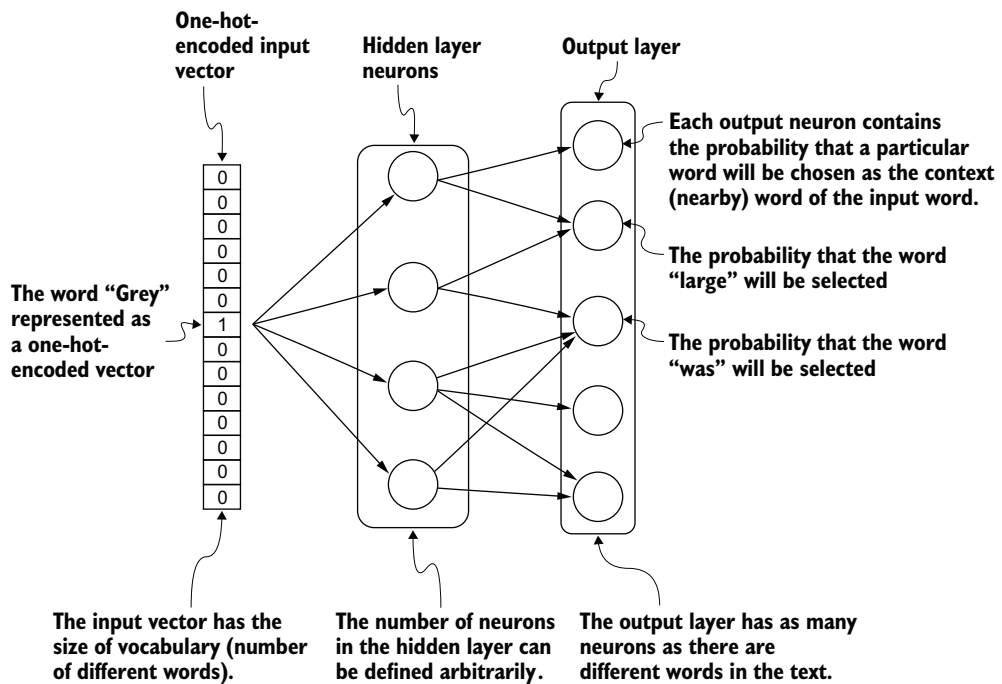 One-hot-
encoded input
vector
Hidden layer
neurons
Output layer
Each output neuron contains
the probability that a particular
word will be chosen as the context
(nearby) word of the input word.
The probability that the word
“large” will be selected
The probability that the word
“was” will be selected
The word “Grey”
represented as
a one-hot-
encoded vector
0
0
0
0
0
0
1
0
0
0
0
0
0
0
The input vector has the
size of vocabulary (number
of different words).
The number of neurons
in the hidden layer can
be defined arbitrarily.
The output layer has as many
neurons as there are
different words in the text.